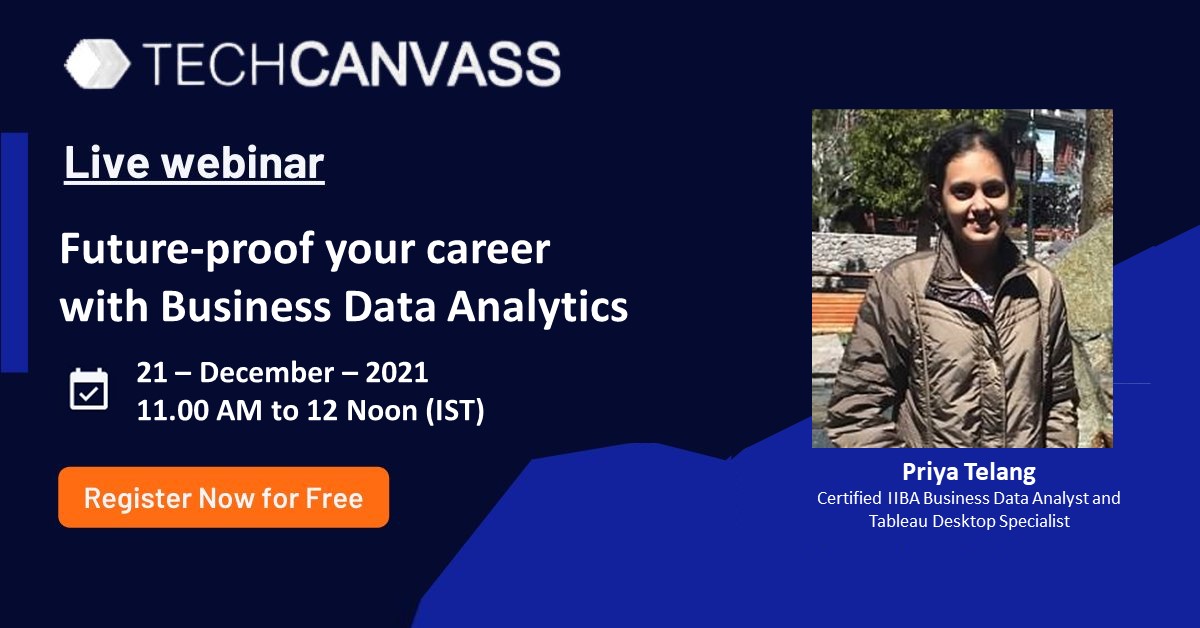 TECHCANVASS
Live webinar
Future-proof your career
with Business Data Analytics
21 – December – 2021
11.00 AM to 12 Noon (IST)
Register Now for Free
Priya Telang
Certified IIBA Business Data Analyst and
Tableau Desktop Specialist